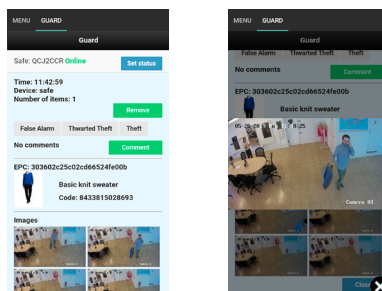 MENU GUARD
Guard
Safe: QCJ2CCR Online
Set status
Time: 11:42:59
Device: safe
Number of items: 1
Remove
False Alarm Thwarted Theft Theft
No comments
Comment
EPC: 303602c25c02cd66524fe00b
Basic knit sweater
Code: 8433815028693
Images
MENU GUARD
Guard
False Alarm Thwarted Theft Theft
No comments
Comment
EPC: 303602c25c02cd66524fe00b
Basic knit sweater
Camera 01